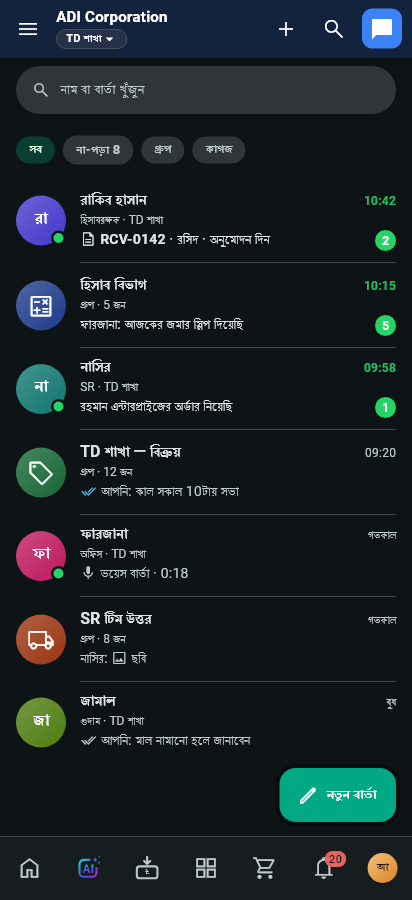 ADI Corporation
TD শাখা
নাম বা বার্তা খুঁজুন
সব
না-পড়া 8
গ্রুপ
কাগজ
রা
রাকিব হাসান
10:42
হিসাবরক্ষক · TD শাখা
RCV-0142 · রসিদ · অনুমোদন দিন
2
হিসাব বিভাগ
10:15
গ্রুপ · 5 জন
ফারজানা: আজকের জমার স্লিপ দিয়েছি
5
না
নাসির
09:58
SR · TD শাখা
রহমান এন্টারপ্রাইজের অর্ডার নিয়েছি
1
TD শাখা — বিক্রয়
09:20
গ্রুপ · 12 জন
আপনি: কাল সকাল 10টায় সভা
ফা
ফারজানা
গতকাল
অফিস · TD শাখা
ভয়েস বার্তা · 0:18
SR টিম উত্তর
গতকাল
গ্রুপ · 8 জন
নাসির: ছবি
জা
জামাল
বুধ
গুদাম · TD শাখা
আপনি: মাল নামানো হলে জানাবেন
নতুন বার্তা
AI
৳
20
আ